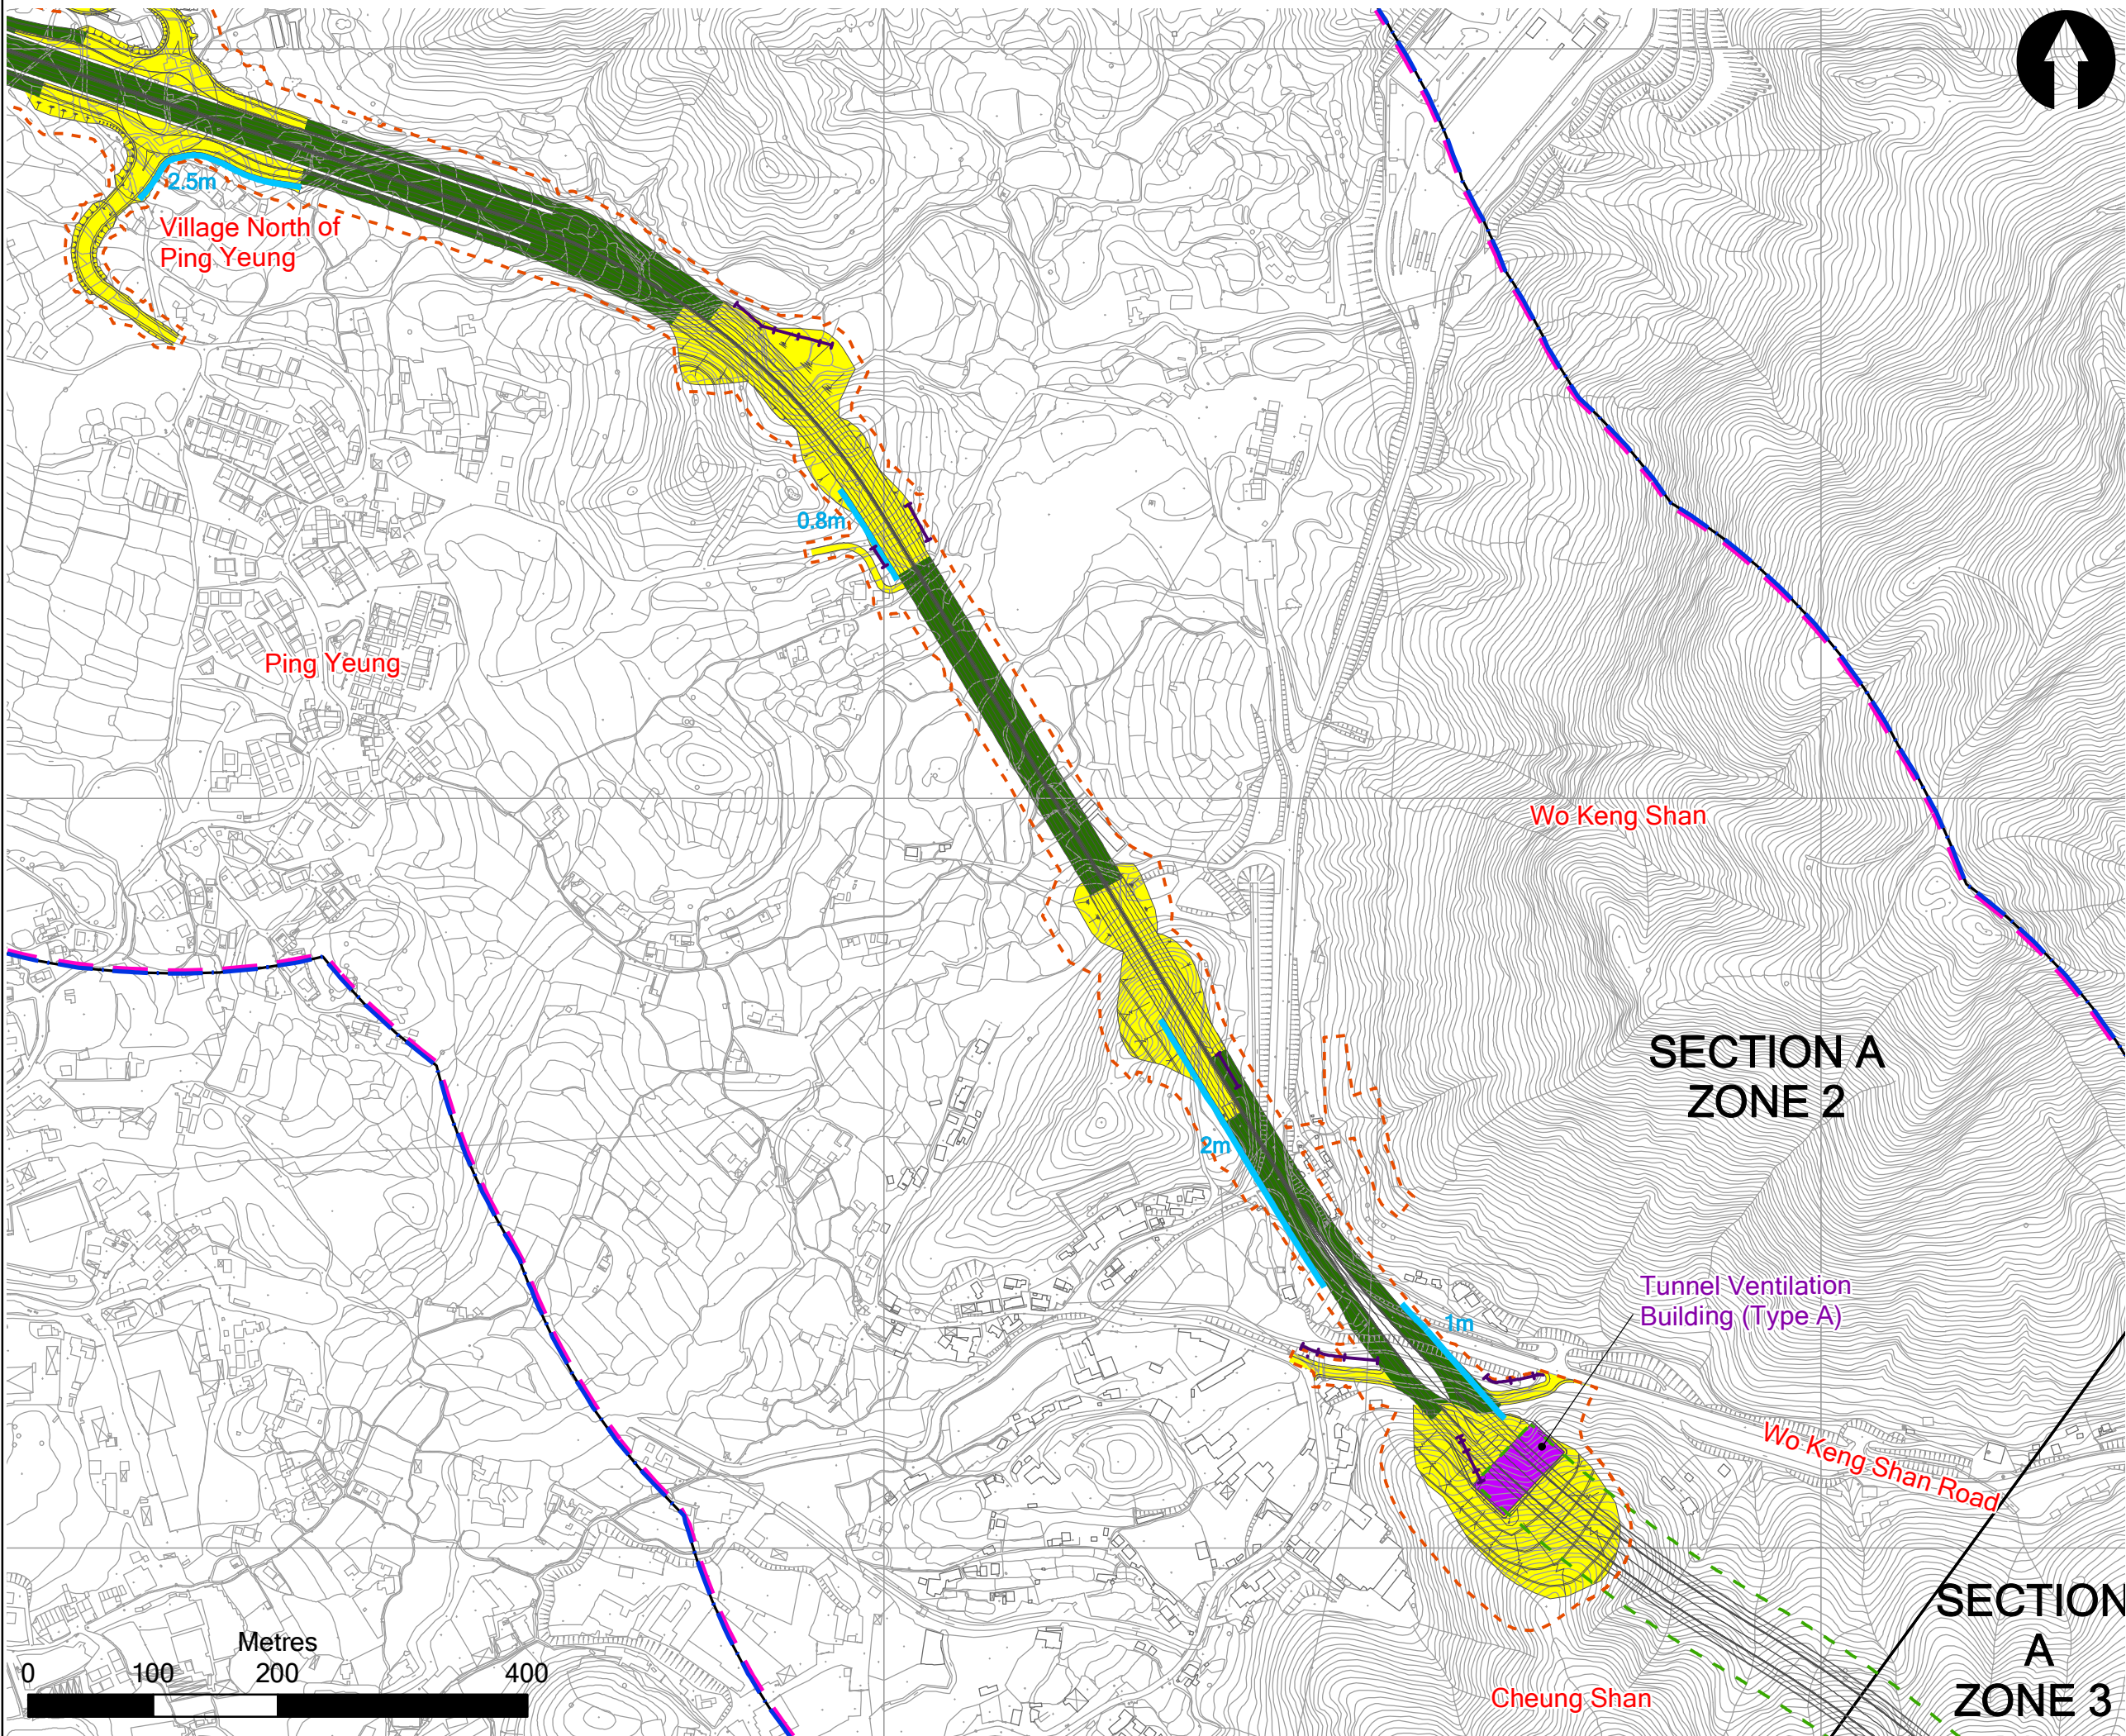 2.5m
Village North of
Ping Yeung
0.8m
Ping Yeung
Wo Keng Shan
SECTION A
ZONE 2
2m
Tunnel Ventilation
Building (Type A)
1m
Wo Keng Shan Road
SECTION
A
ZONE 3
Cheung Shan
Metres
0 100 200 400